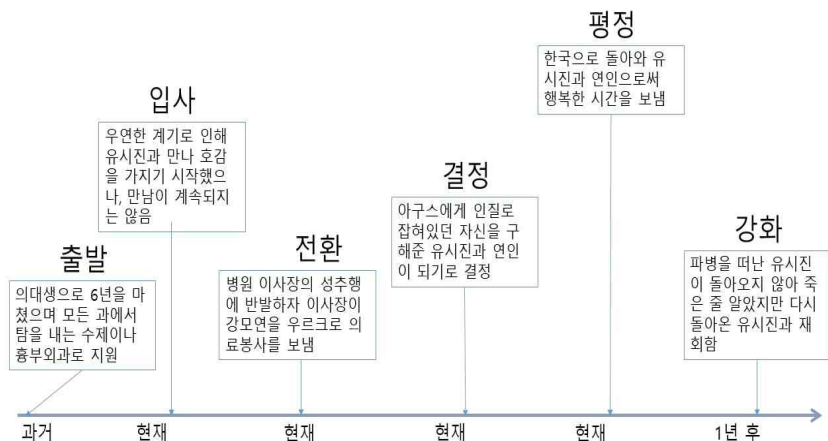 출발
의대생으로 6년을 마
쳤으며 모든 과에서
탐을 내는 수제이나
흉부외과로 지원
입사
우연한 계기로 인해
유시진과 만나 호감
을 가지기 시작했으
나, 만남이 계속되지
는 않음
전환
병원 이사장의 성추행
에 반발하자 이사장이
강모연을 우르크로 의
료봉사를 보냄
결정
아구스에게 인질로
잡혀있던 자신을 구
해준 유시진과 연인
이 되기로 결정
평정
한국으로 돌아와 유
시진과 연인으로써
행복한 시간을 보냄
강화
파병을 떠난 유시진
이 돌아오지 않아 죽
은 줄 알았지만 다시
돌아온 유시진과 재
회함
과거
현재
현재
현재
현재
1년 후